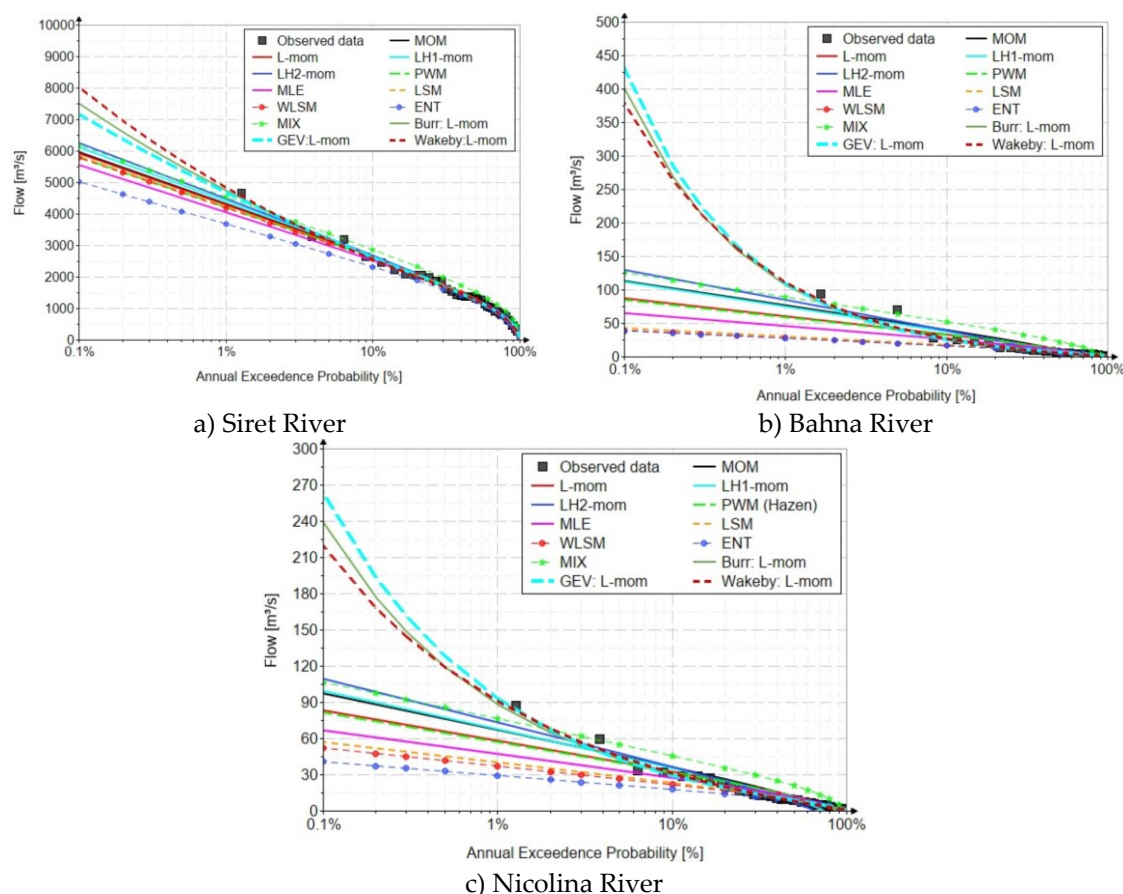 10000
9000
8000
7000
6000
5000
4000
3000
2000
1000
0
Flow [m³/s]
Observed data MOM
L-mom LH1-mom
LH2-mom PWM
MLE LSM
WLSM ENT
MIX Burr: L-mom
GEV:L-mom Wakeby:L-mom
0.1% 1% 10% 100%
Annual Exceedence Probability [%]
a) Siret River
500
450
400
350
300
250
200
150
100
50
0
Flow [m³/s]
Observed data MOM
L-mom LH1-mom
LH2-mom PWM
MLE LSM
WLSM ENT
MIX Burr: L-mom
GEV: L-mom Wakeby: L-mom
0.1% 1% 10% 100%
Annual Exceedence Probability [%]
b) Bahna River
300
270
240
210
180
150
120
90
60
30
0
Flow [m³/s]
Observed data MOM
L-mom LH1-mom
LH2-mom PWM (Hazen)
MLE LSM
WLSM ENT
MIX Burr: L-mom
GEV: L-mom Wakeby: L-mom
0.1% 1% 10% 100%
Annual Exceedence Probability [%]
c) Nicolina River